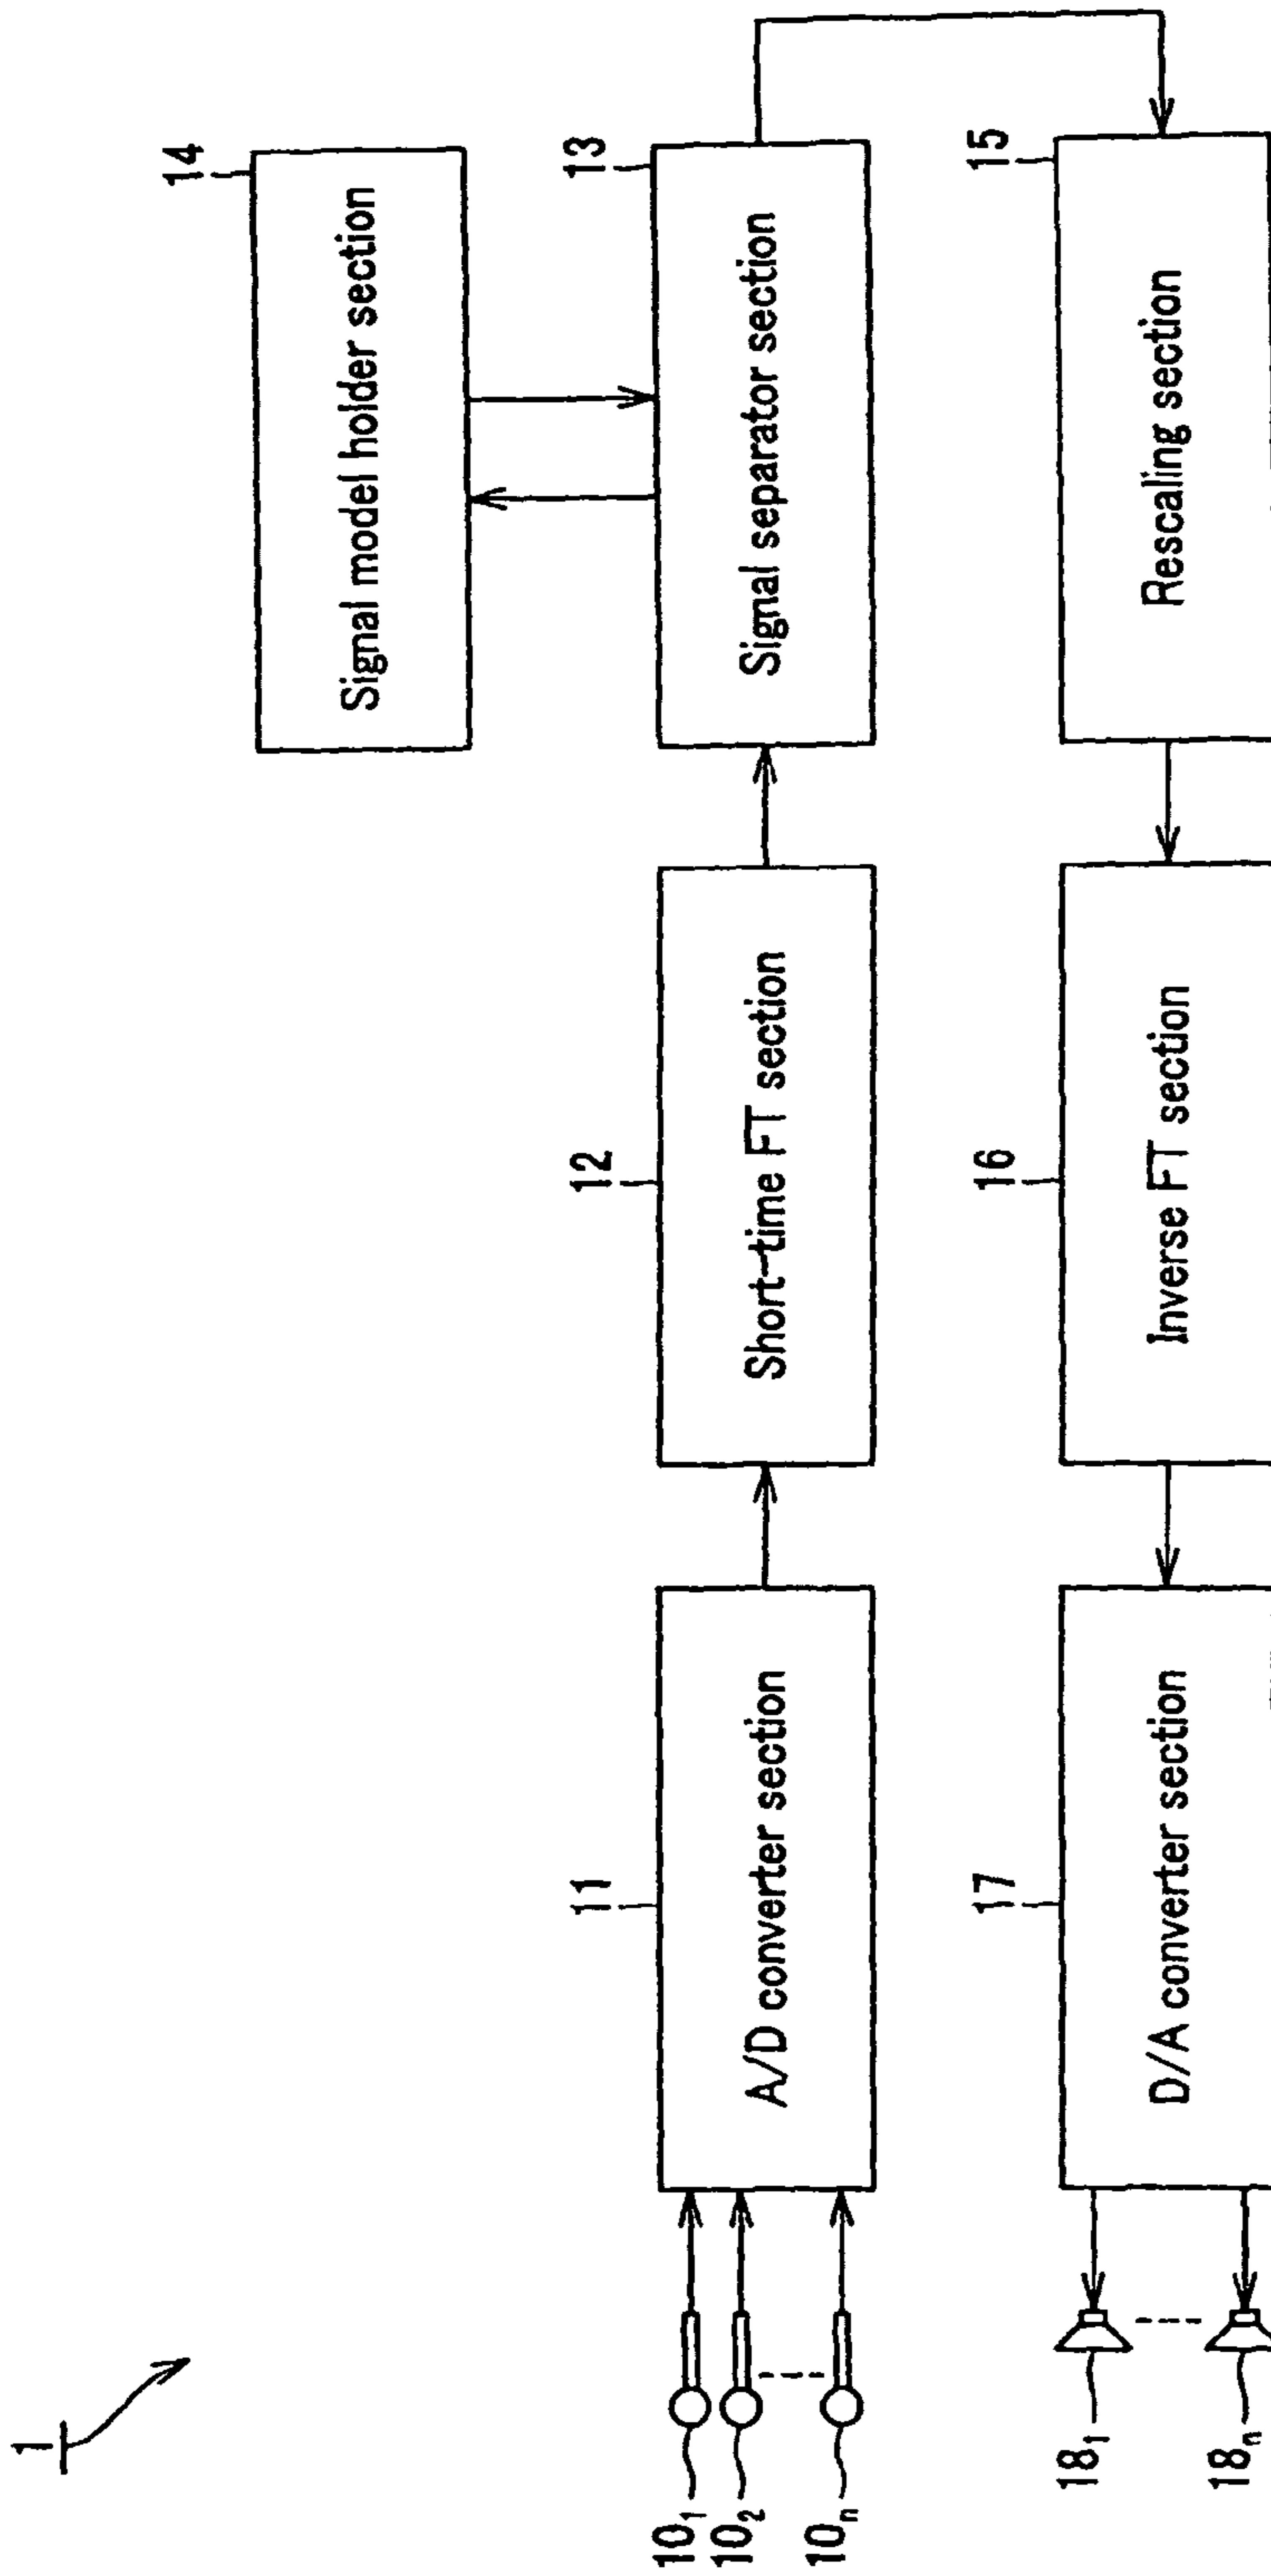 1
14
Signal model holder section
11
12
13
A/D converter section
Short-time FT section
Signal separator section
10₁
10₂
10ₙ
17
16
15
D/A converter section
Inverse FT section
Rescaling section
18₁
18ₙ